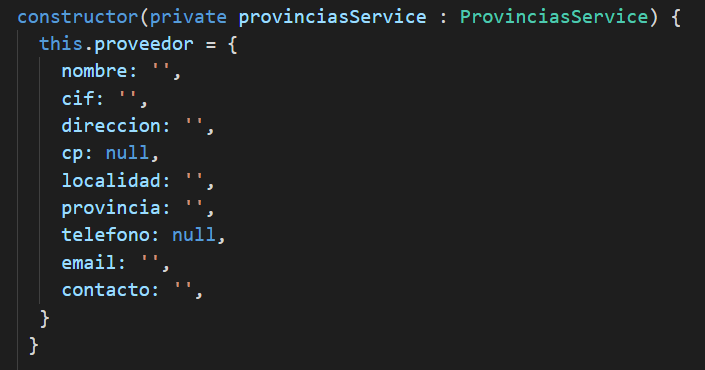 constructor(private provinciasService : ProvinciasService) {
this.proveedor = {
nombre: '',
cif: '',
direccion: '',
cp: null,
localidad: '',
provincia: '',
telefono: null,
email: '',
contacto: '',
}
}